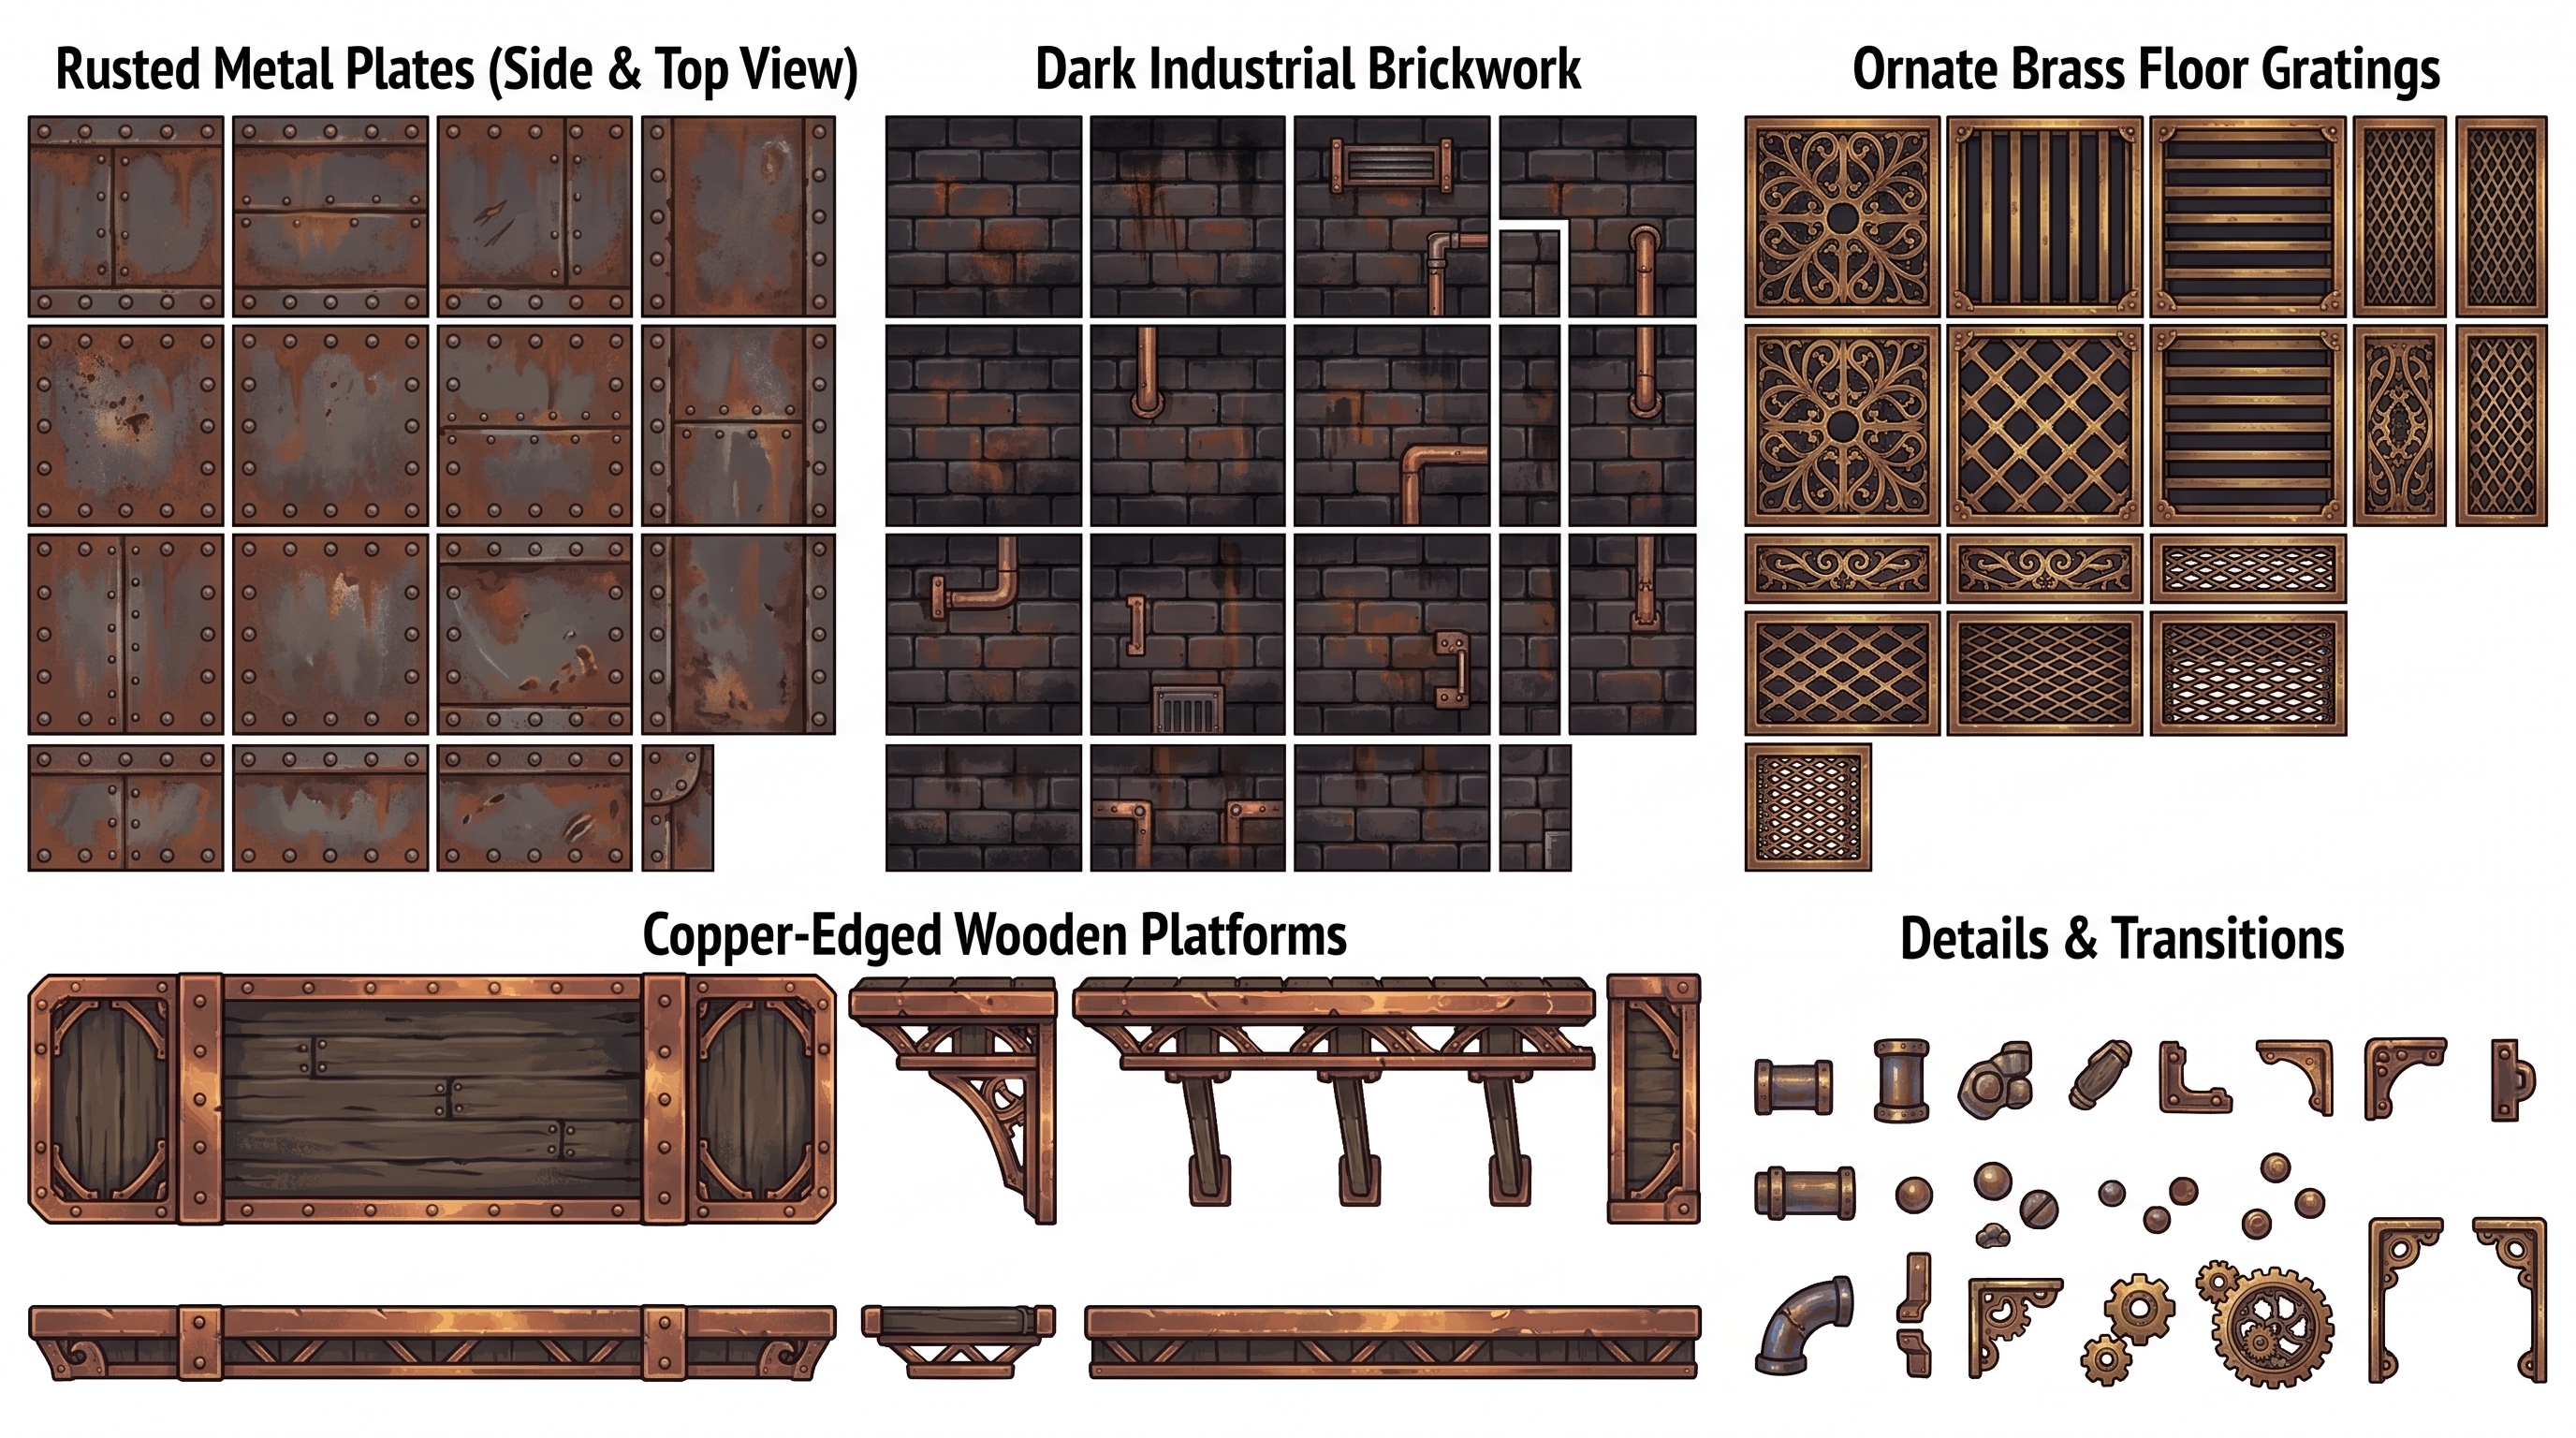 Rusted Metal Plates (Side & Top View)
Dark Industrial Brickwork
Ornate Brass Floor Gratings
Copper-Edged Wooden Platforms
Details & Transitions